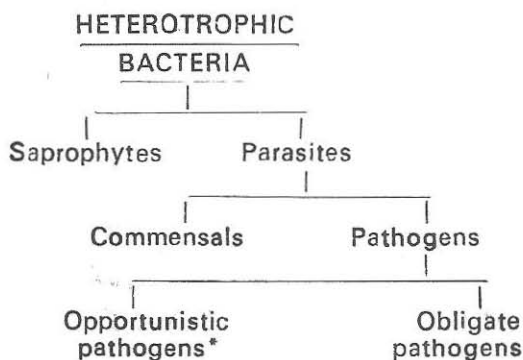 HETEROTROPHIC
BACTERIA
Saprophytes Parasites
Commensals Pathogens
Opportunistic Obligate
pathogens* pathogens